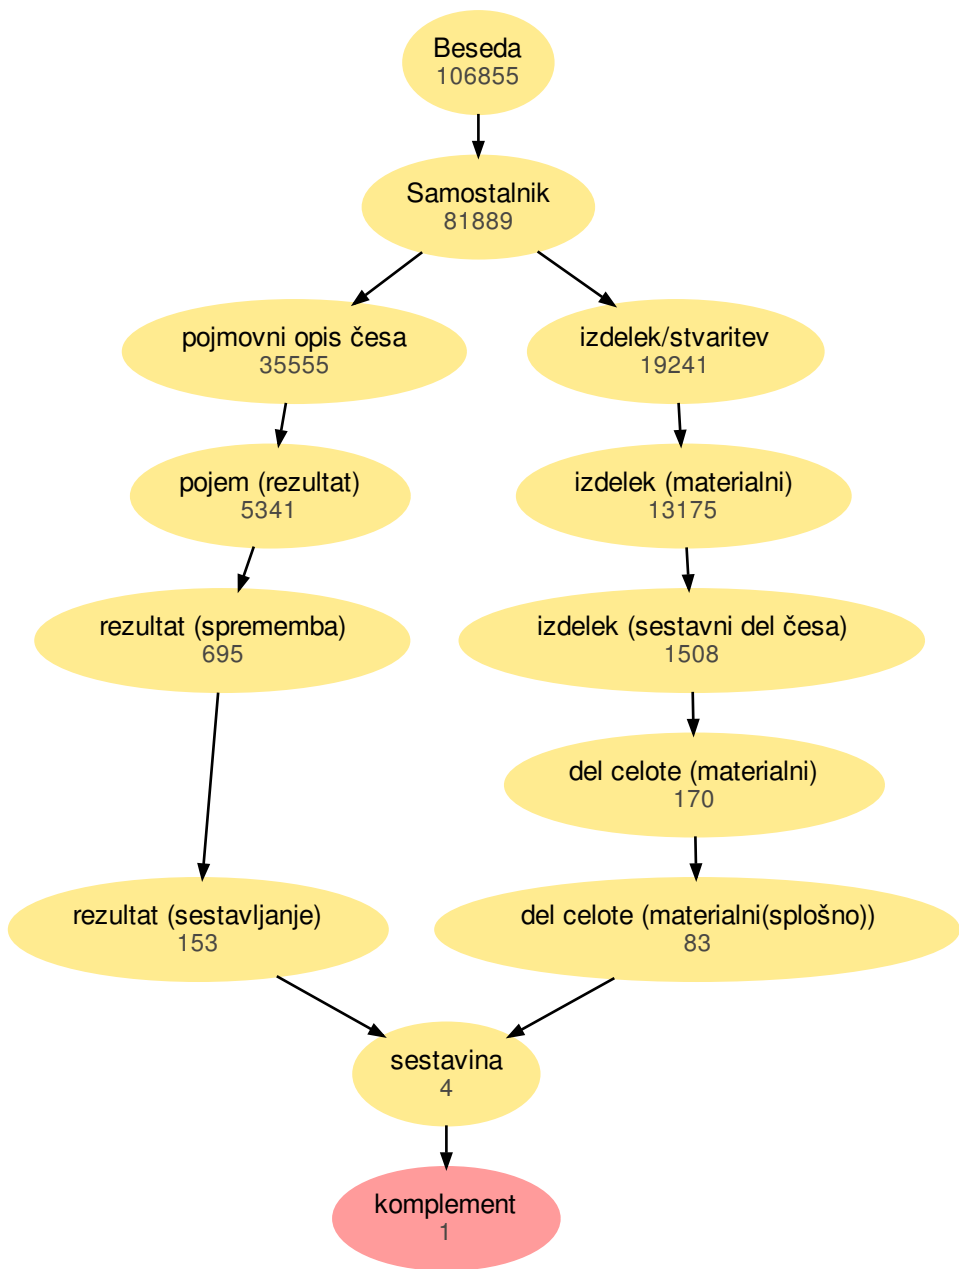 Beseda
106855
Samostalnik
81889
pojmovni opis česa
35555
izdelek/stvaritev
19241
pojem (rezultat)
5341
izdelek (materialni)
13175
rezultat (sprememba)
695
izdelek (sestavni del česa)
1508
del celote (materialni)
170
rezultat (sestavljanje)
153
del celote (materialni(splošno))
83
sestavina
4
komplement
1